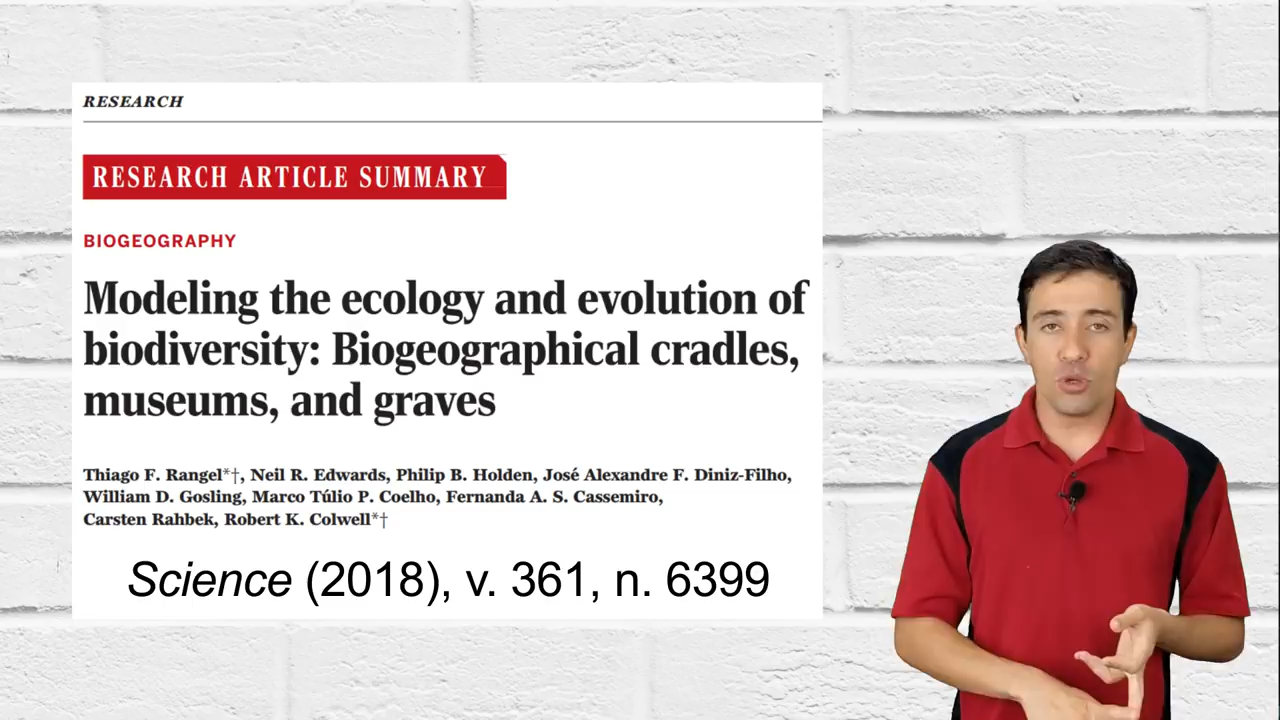 RESEARCH
RESEARCH ARTICLE SUMMARY
BIOGEOGRAPHY
Modeling the ecology and evolution of
biodiversity: Biogeographical cradles,
museums, and graves
Thiago F. Rangel*†, Neil R. Edwards, Philip B. Holden, José Alexandre F. Diniz-Filho,
William D. Gosling, Marco Túlio P. Coelho, Fernanda A. S. Cassemiro,
Carsten Rahbek, Robert K. Colwell*†
Science (2018), v. 361, n. 6399